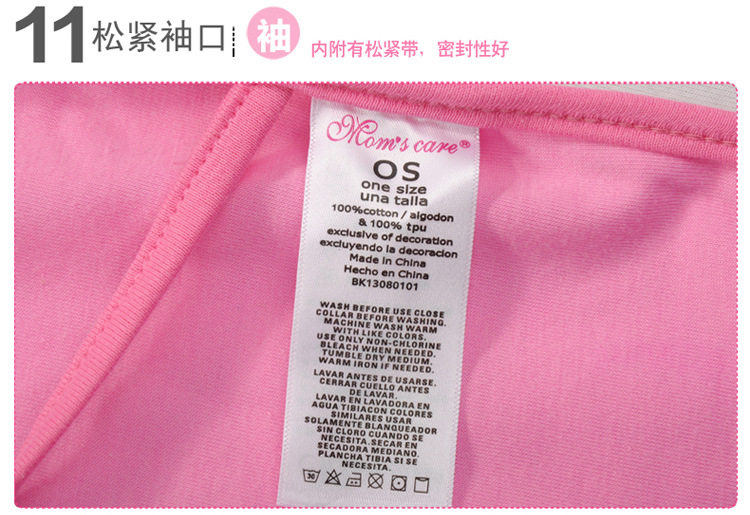 11 松紧袖口 袖 内附有松紧带，密封性好
Mom's care®
OS
one size
una talla
100%cotton / algodon
& 100% tpu
exclusive of decoration
excluyendo la decoracion
Made in China
Hecho en China
BK13080101
WASH BEFORE USE CLOSE
COLLAR BEFORE WASHING.
MACHINE WASH WARM
WITH LIKE COLORS.
USE ONLY NON-CHLORINE
BLEACH WHEN NEEDED.
TUMBLE DRY MEDIUM.
WARM IRON IF NEEDED.
LAVAR ANTES DE USARSE.
CERRAR CUELLO ANTES
DE LAVAR.
LAVAR EN LAVADORA EN
AGUA TIBIACON COLORES
SIMILARES USAR
SOLAMENTE BLANQUEADOR
SIN CLORO CUANDO SE
NECESITA.SECAR EN
SECADORA MEDIANO.
PLANCHA TIBIA SI SE
NECESITA.
30